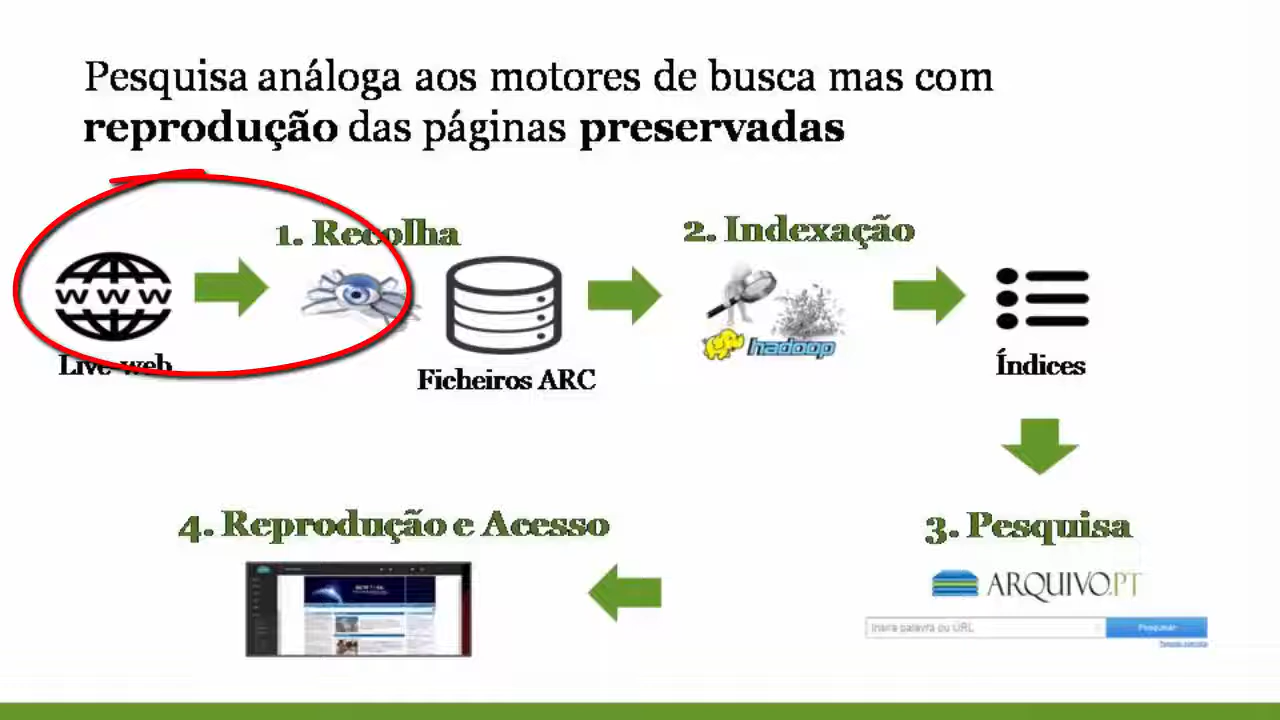 Pesquisa análoga aos motores de busca mas com
reprodução das páginas preservadas
1. Recolha
2. Indexação
WWW
Live-web
Ficheiros ARC
hadoop
Índices
4. Reprodução e Acesso
3. Pesquisa
ARQUIVO.PT
Insira palavra ou URL
Pesquisar